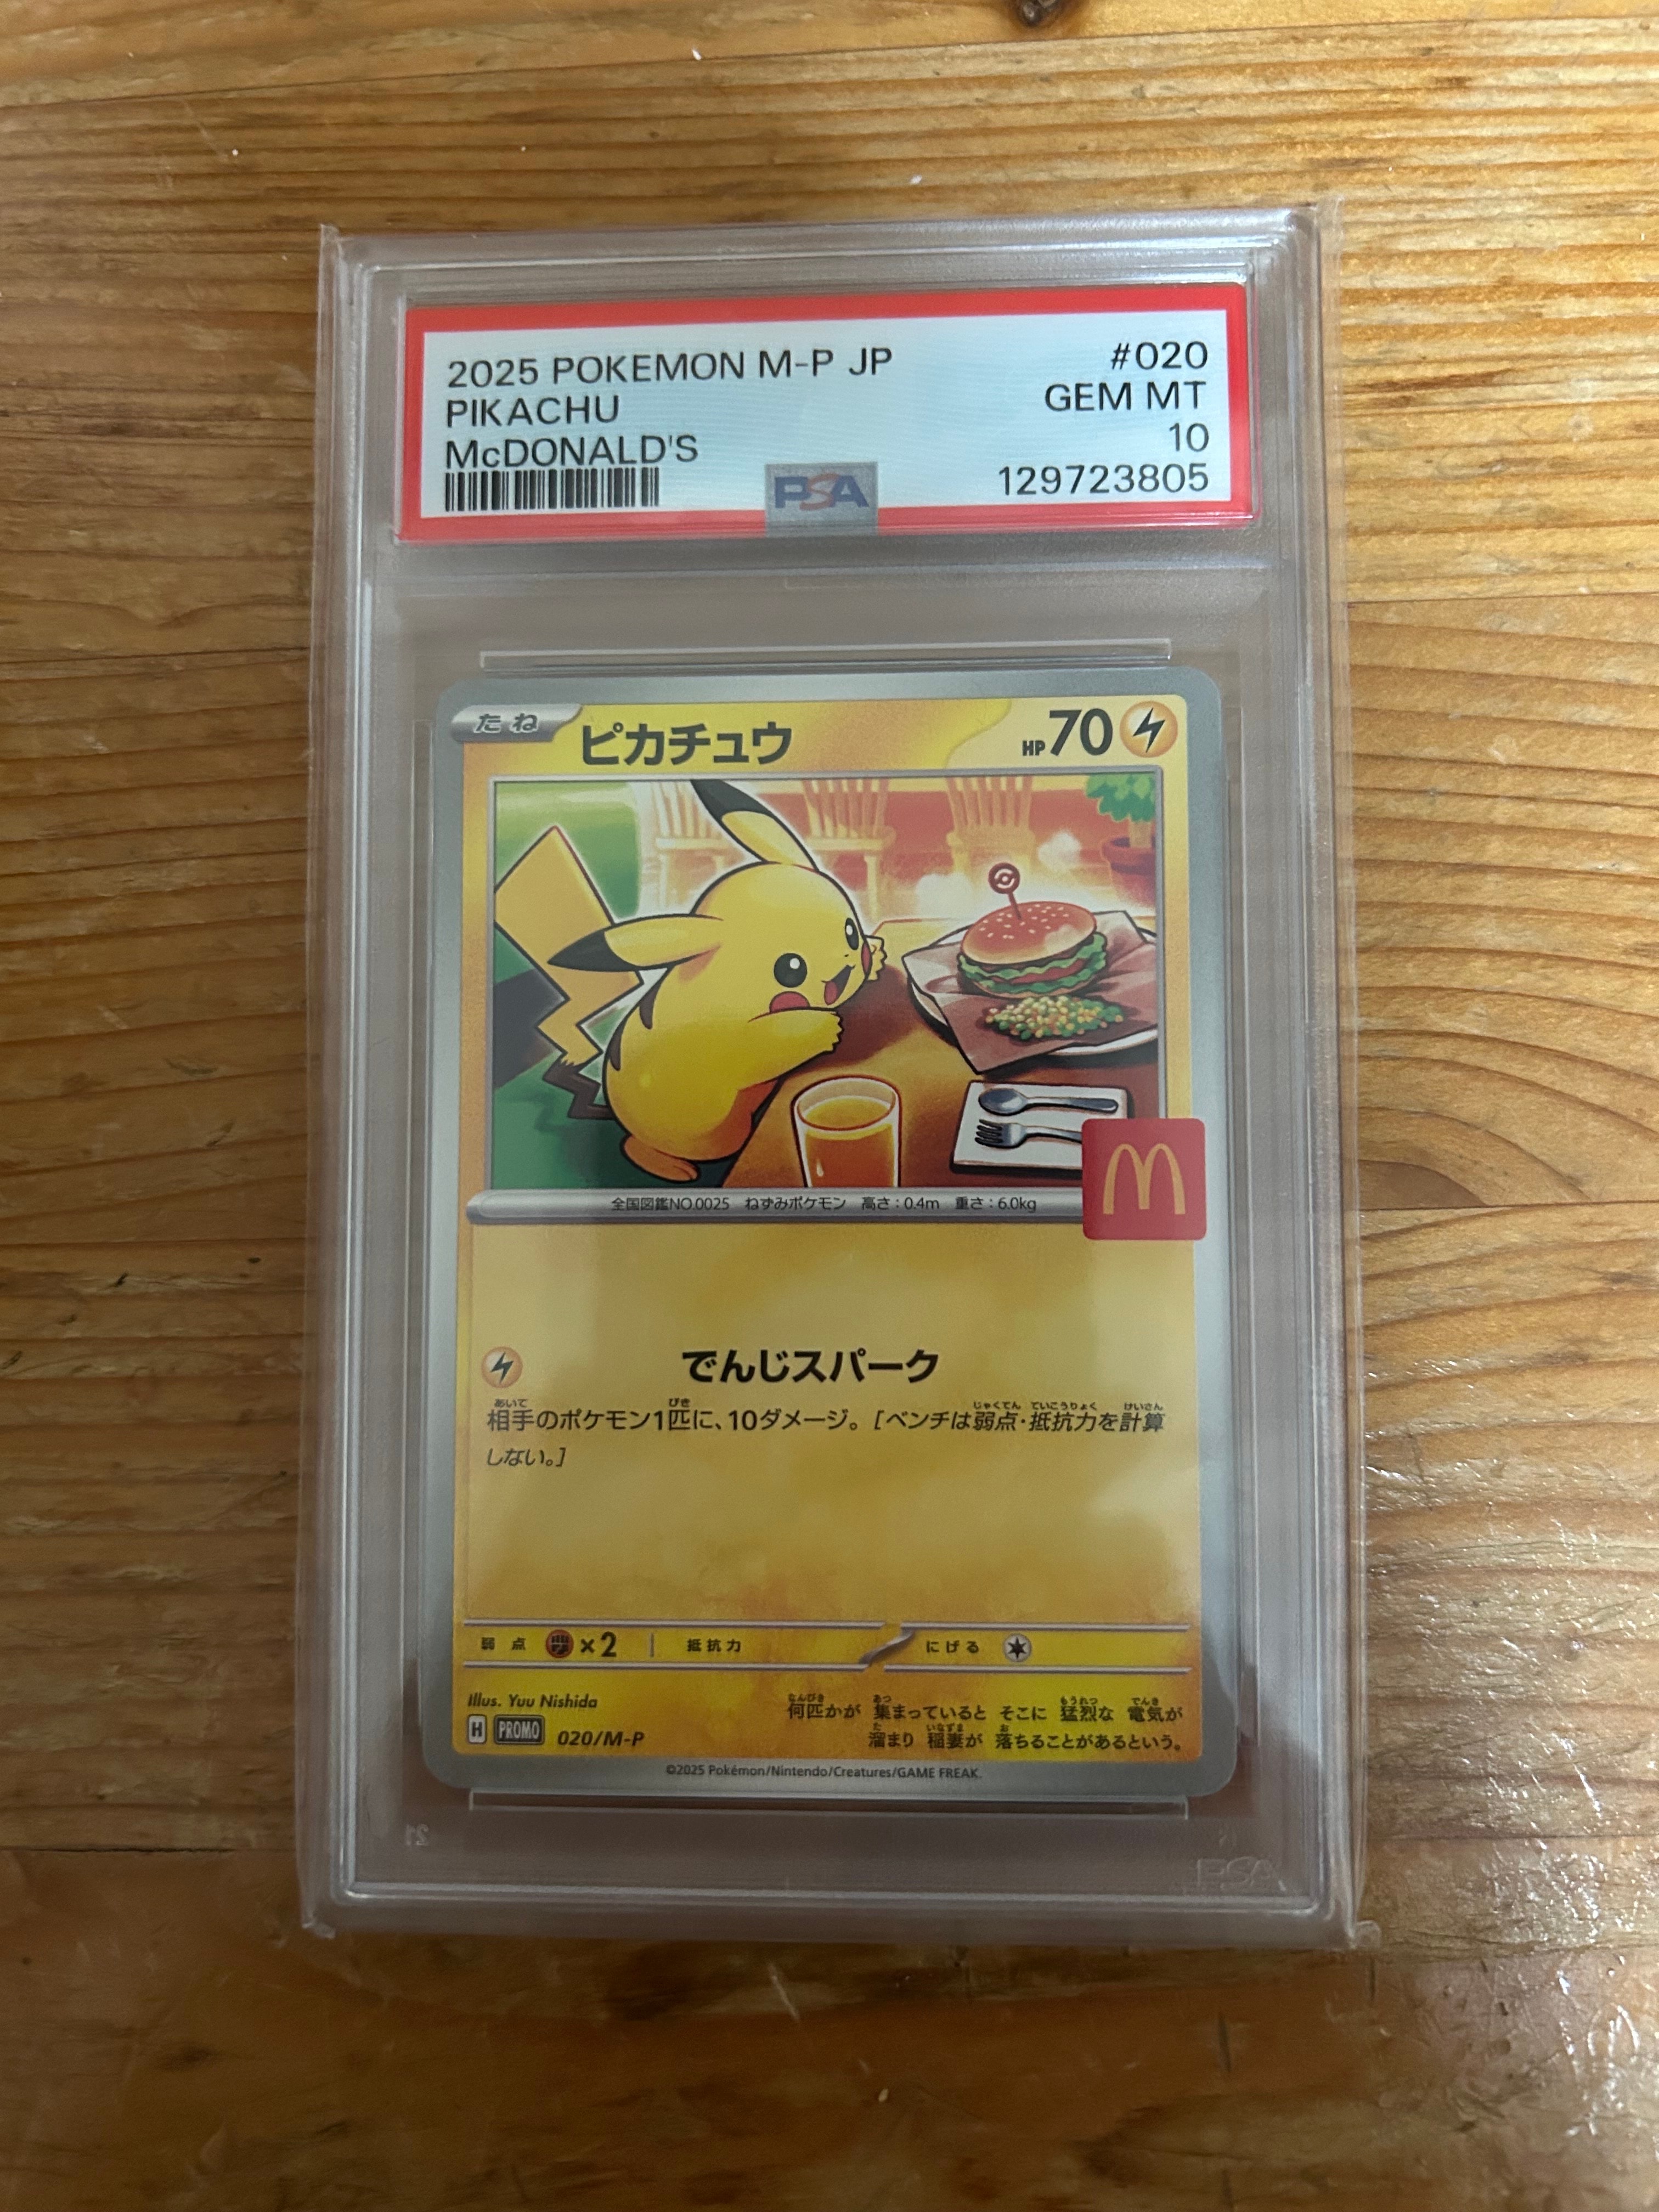 2025 POKEMON M-P JP #020
PIKACHU GEM MT
McDONALD'S 10
PSA 129723805
たね ピカチュウ HP70
全国図鑑NO.0025 ねずみポケモン 高さ:0.4m 重さ:6.0kg
でんじスパーク
相手のポケモン1匹に、10ダメージ。[ベンチは弱点・抵抗力を計算
しない。]
弱点 ×2 抵抗力 にげる
Illus. Yuu Nishida
H PROMO 020/M-P
何匹かが 集まっていると そこに 猛烈な 電気が
溜まり 稲妻が 落ちることがあるという。
©2025 Pokémon/Nintendo/Creatures/GAME FREAK.
PSA